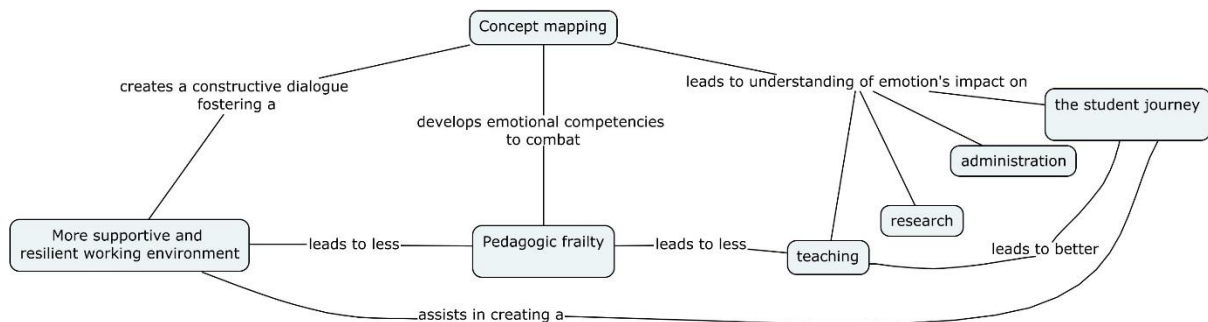 Concept mapping
creates a constructive dialogue
fostering a
leads to understanding of emotion's impact on
the student journey
develops emotional competencies
to combat
administration
research
More supportive and
resilient working environment
leads to less
Pedagogic frailty
leads to less
teaching
leads to better
assists in creating a